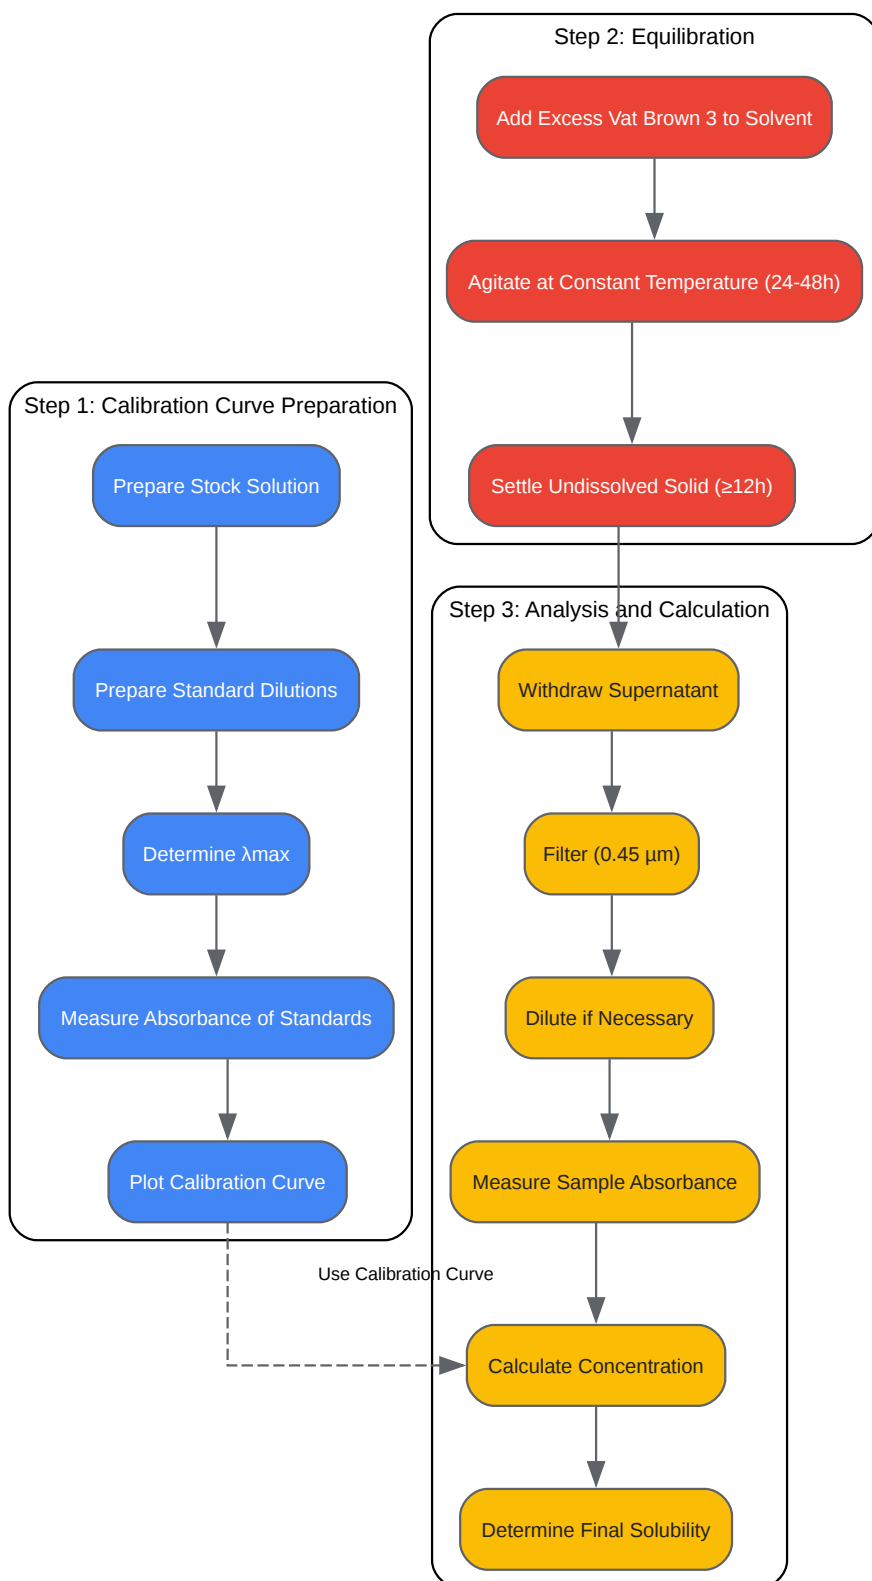 Step 2: Equilibration
Add Excess Vat Brown 3 to Solvent
Agitate at Constant Temperature (24-48h)
Settle Undissolved Solid (≥12h)
Step 1: Calibration Curve Preparation
Prepare Stock Solution
Prepare Standard Dilutions
Determine λmax
Measure Absorbance of Standards
Plot Calibration Curve
Use Calibration Curve
Step 3: Analysis and Calculation
Withdraw Supernatant
Filter (0.45 µm)
Dilute if Necessary
Measure Sample Absorbance
Calculate Concentration
Determine Final Solubility